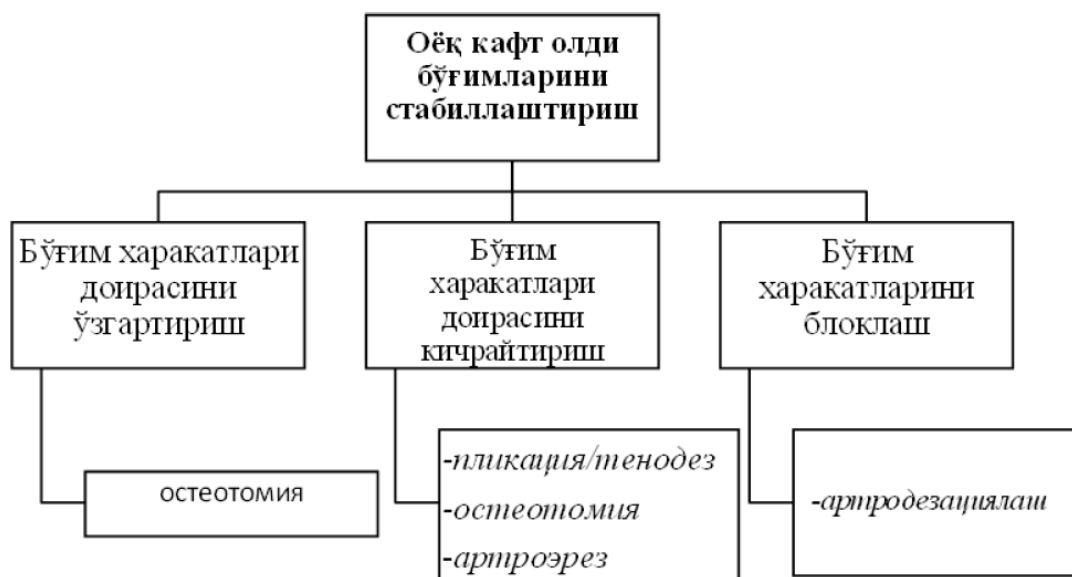 Оёқ кафт олди
бўғимларини
стабиллаштириш
Бўғим харакатлари
доирасини
ўзгартириш
Бўғим
харакатлари
доирасини
кичрайтириш
Бўғим
харакатларини
блоклаш
остеотомия
-пликация/тенодез
-остеотомия
-артроэрез
-артродезациялаш